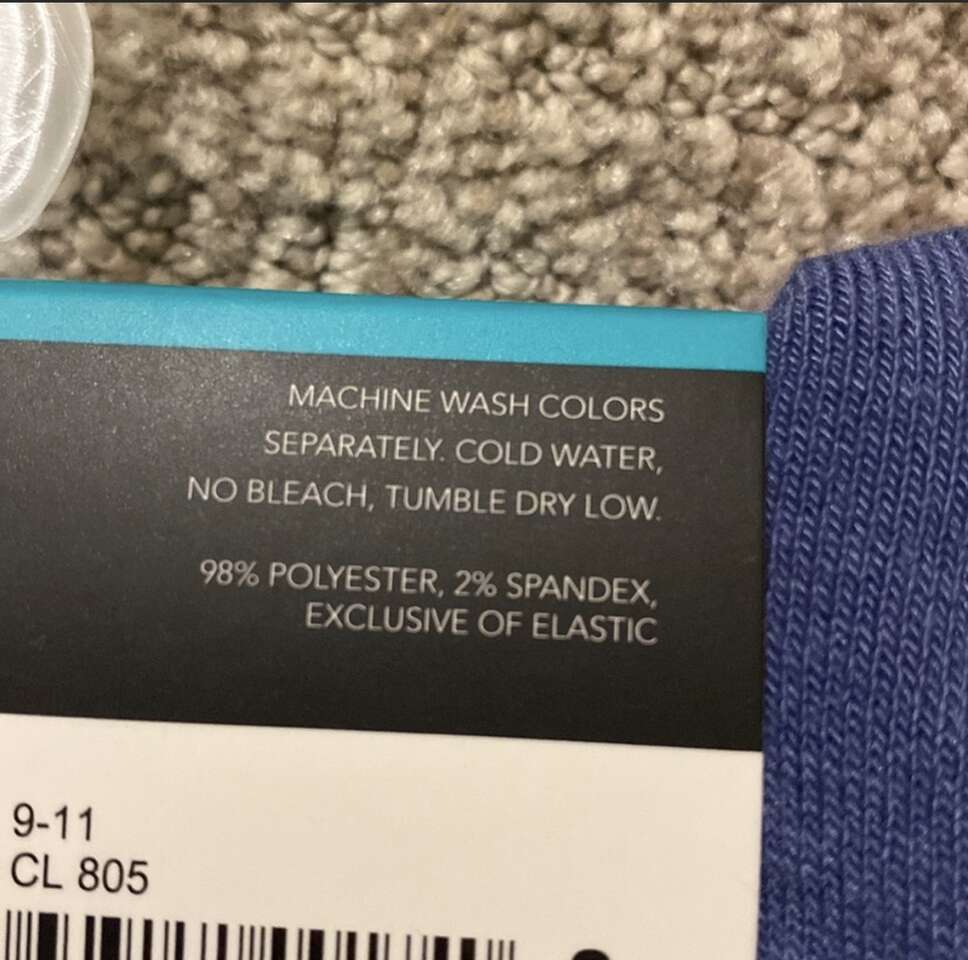 MACHINE WASH COLORS
SEPARATELY. COLD WATER,
NO BLEACH, TUMBLE DRY LOW.
98% POLYESTER, 2% SPANDEX,
EXCLUSIVE OF ELASTIC
9-11
CL 805